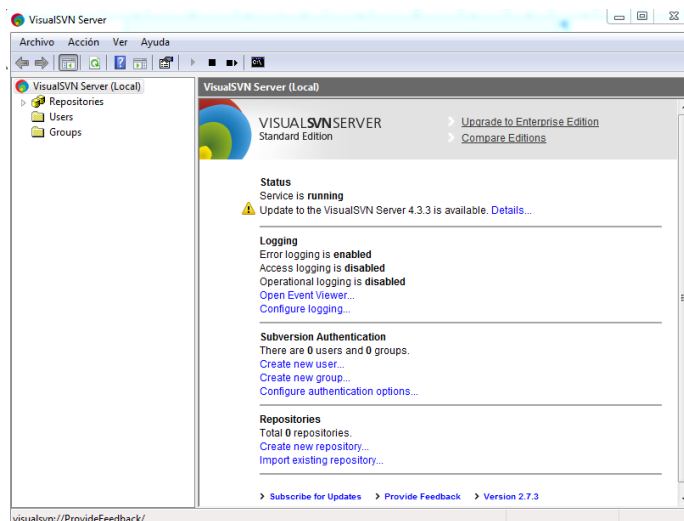 VisualSVN Server
Archivo Acción Ver Ayuda
VisualSVN Server (Local)
Repositories
Users
Groups
VisualSVN Server (Local)
VISUALSVNSERVER
Standard Edition
Upgrade to Enterprise Edition
Compare Editions
Status
Service is running
Update to the VisualSVN Server 4.3.3 is available. Details...
Logging
Error logging is enabled
Access logging is disabled
Operational logging is disabled
Open Event Viewer...
Configure logging...
Subversion Authentication
There are 0 users and 0 groups.
Create new user...
Create new group...
Configure authentication options...
Repositories
Total 0 repositories.
Create new repository...
Import existing repository...
Subscribe for Updates Provide Feedback Version 2.7.3
visualsvn://ProvideFeedback/